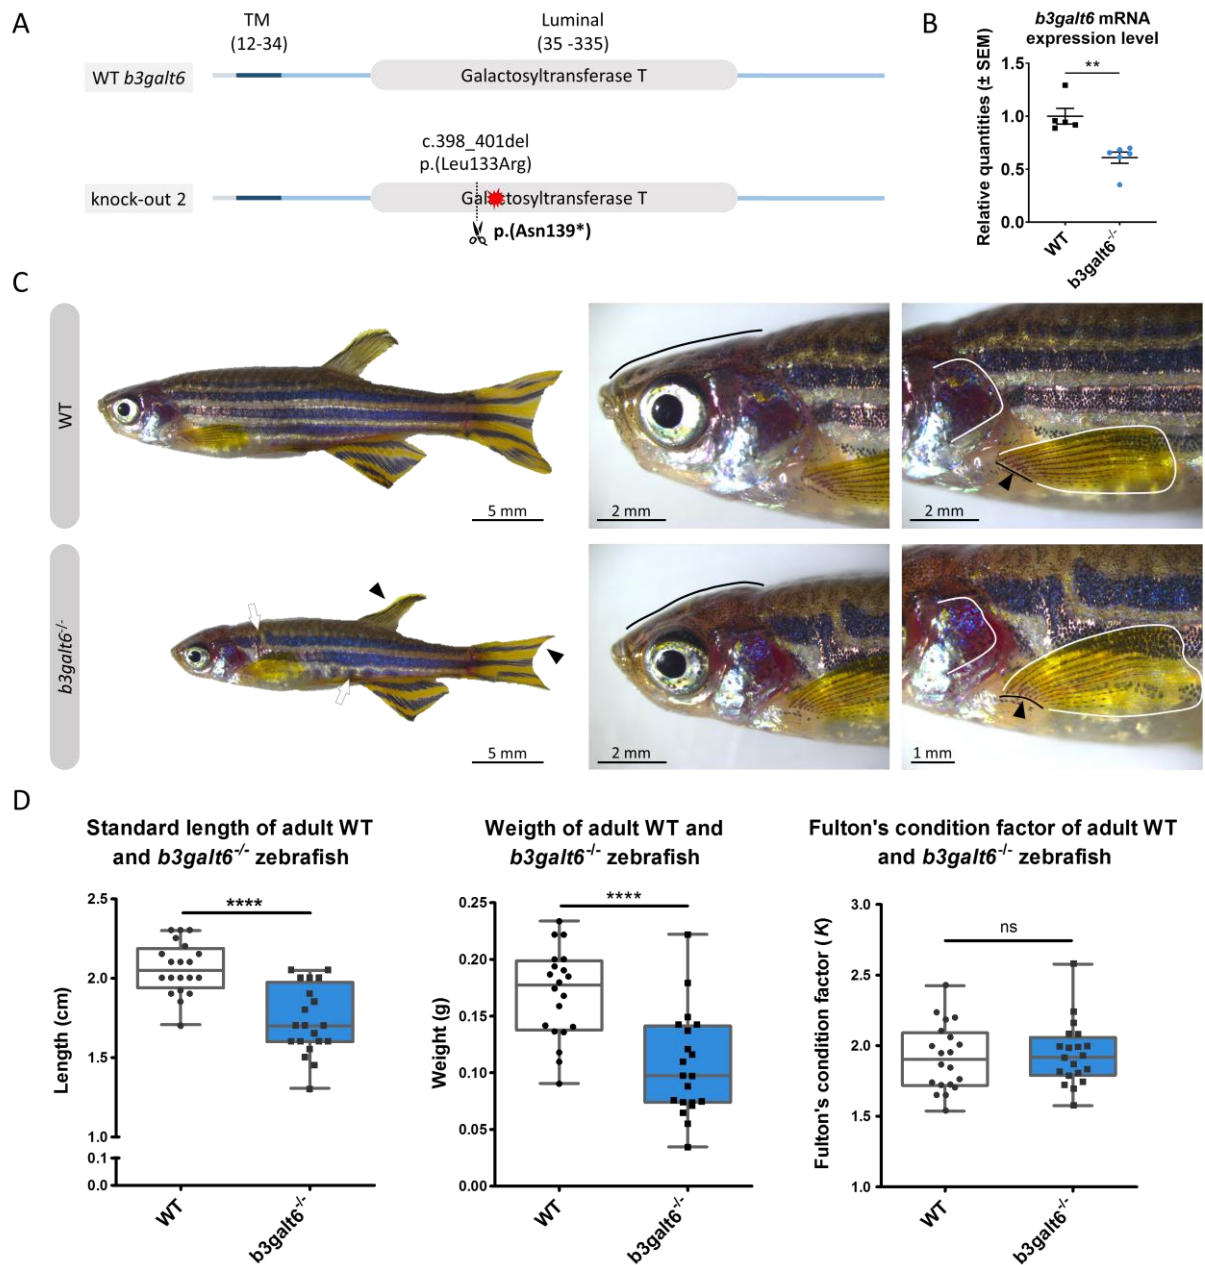 A
TM
(12-34)
Luminal
(35 -335)
WT b3galt6
Galactosyltransferase T
c.398_401del
p.(Leu133Arg)
knock-out 2
Galactosyltransferase T
p.(Asn139*)
B
b3galt6 mRNA
expression level
Relative quantities (± SEM)
1.5
1.0
0.5
0.0
**
WT
b3galt6-/-
C
WT
5 mm
2 mm
2 mm
b3galt6-/-
5 mm
2 mm
1 mm
D
Standard length of adult WT
and b3galt6-/- zebrafish
Length (cm)
2.5
2.0
1.5
1.0
0.1
0.0
****
WT
b3galt6-/-
Weigth of adult WT and
b3galt6-/- zebrafish
Weight (g)
0.25
0.20
0.15
0.10
0.05
0.00
****
WT
b3galt6-/-
Fulton's condition factor of adult WT
and b3galt6-/- zebrafish
Fulton's condition factor (K)
3.0
2.5
2.0
1.5
1.0
ns
WT
b3galt6-/-